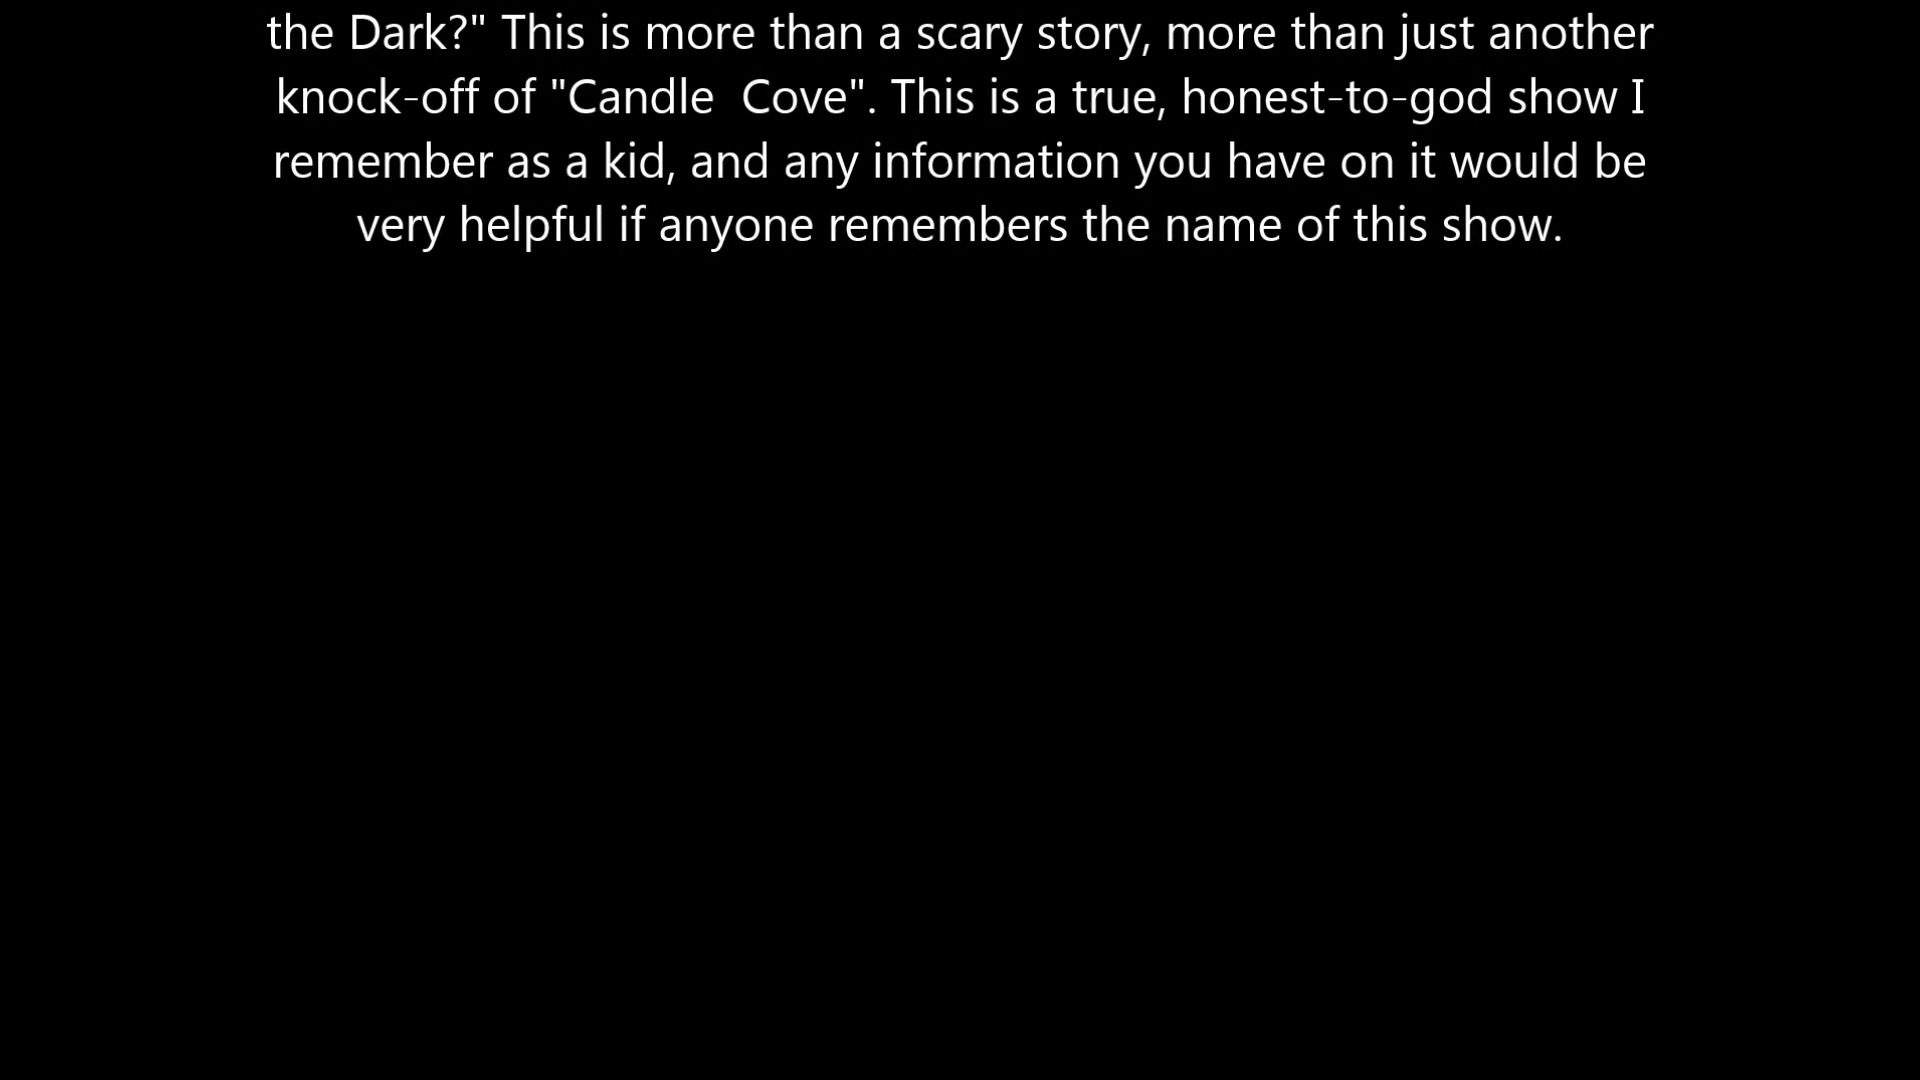 the Dark?" This is more than a scary story, more than just another
knock-off of "Candle  Cove". This is a true, honest-to-god show I
remember as a kid, and any information you have on it would be
very helpful if anyone remembers the name of this show.